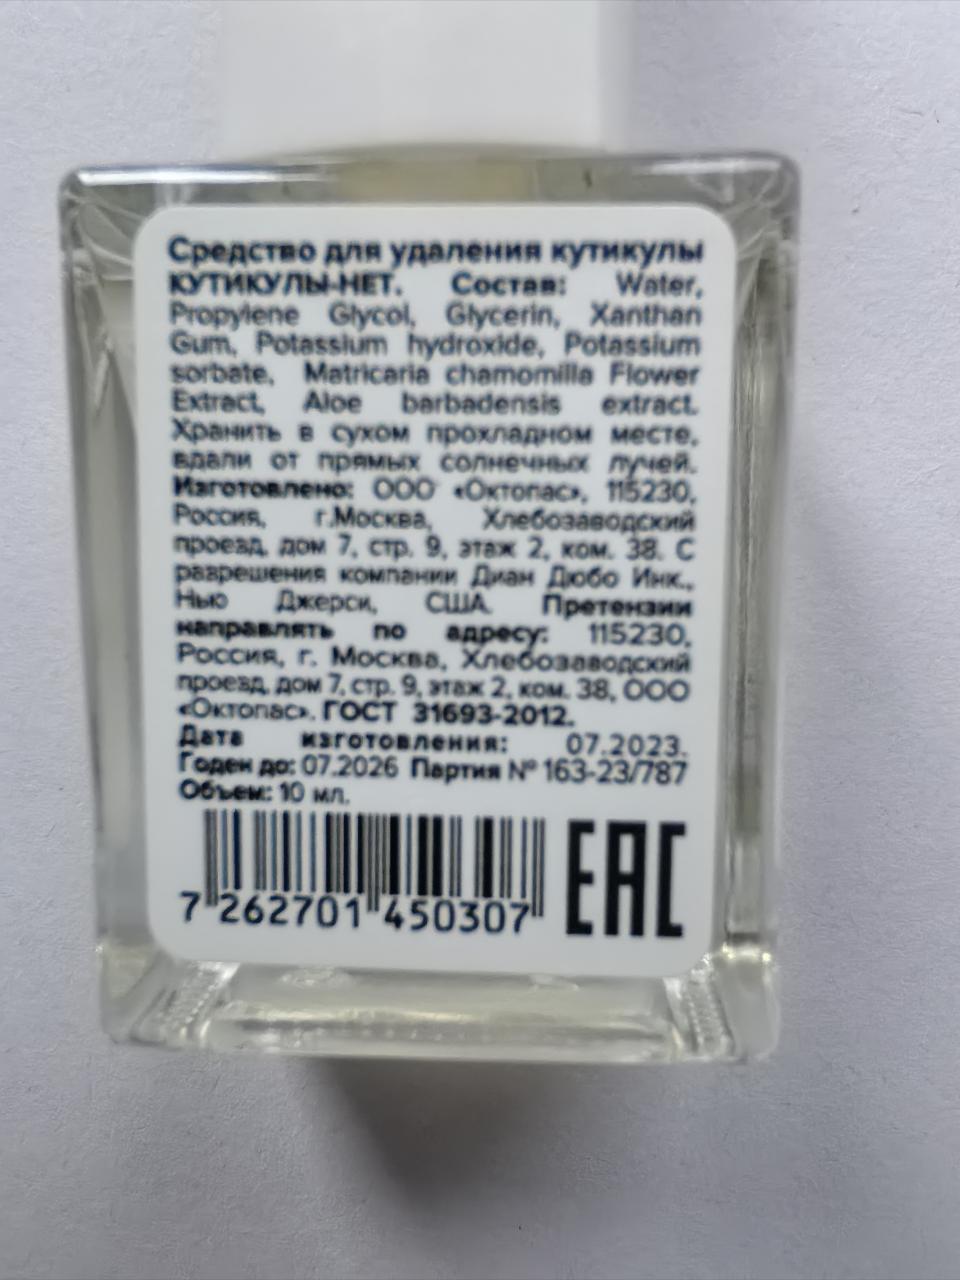 Средство для удаления кутикулы
КУТИКУЛЫ-НЕТ. Состав: Water,
Propylene Glycol, Glycerin, Xanthan
Gum, Potassium hydroxide, Potassium
sorbate, Matricaria chamomilla Flower
Extract, Aloe barbadensis extract.
Хранить в сухом прохладном месте,
вдали от прямых солнечных лучей.
Изготовлено: ООО «Октопас», 115230,
Россия, г.Москва, Хлебозаводский
проезд, дом 7, стр. 9, этаж 2, ком. 38. С
разрешения компании Диан Дюбо Инк.,
Нью Джерси, США. Претензии
направлять по адресу: 115230,
Россия, г. Москва, Хлебозаводский
проезд, дом 7, стр. 9, этаж 2, ком. 38, ООО
«Октопас». ГОСТ 31693-2012.
Дата изготовления: 07.2023.
Годен до: 07.2026 Партия № 163-23/787
Объем: 10 мл.
7 262701 450307 ЕАС